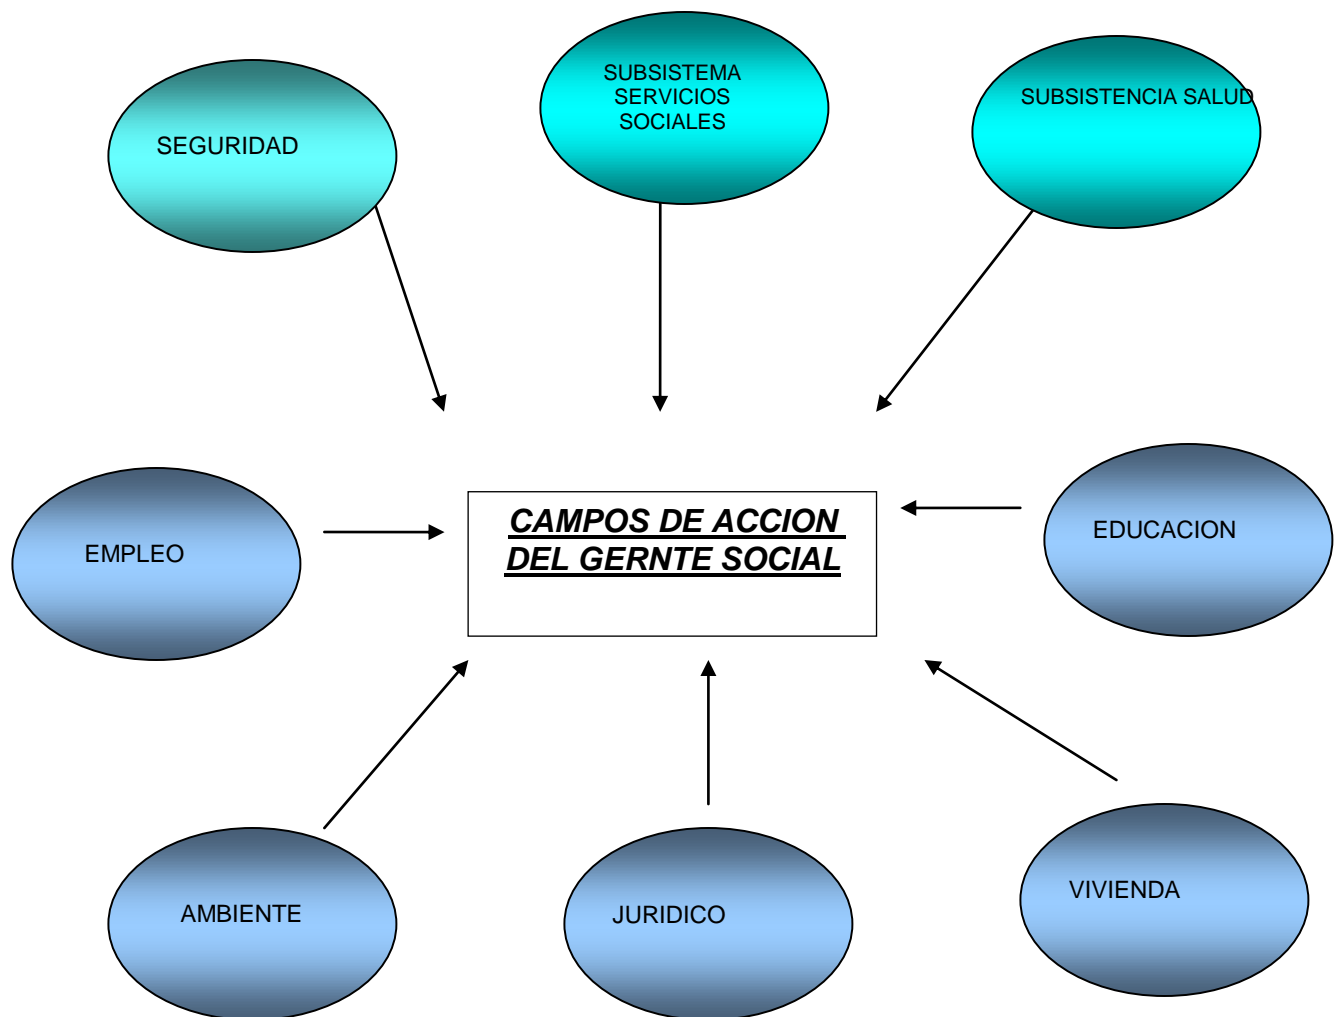 SUBSISTEMA
SERVICIOS
SOCIALES
SUBSISTENCIA SALUD
SEGURIDAD
CAMPOS DE ACCION
DEL GERNTE SOCIAL
EDUCACION
EMPLEO
VIVIENDA
AMBIENTE
JURIDICO